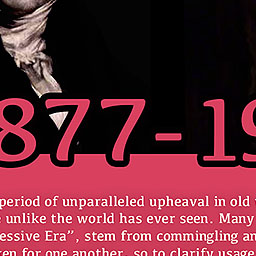 877-19
period of unparalleled upheaval in old
unlike the world has ever seen. Many
essive Era”, stem from commingling an
for one another, so to clarify usage